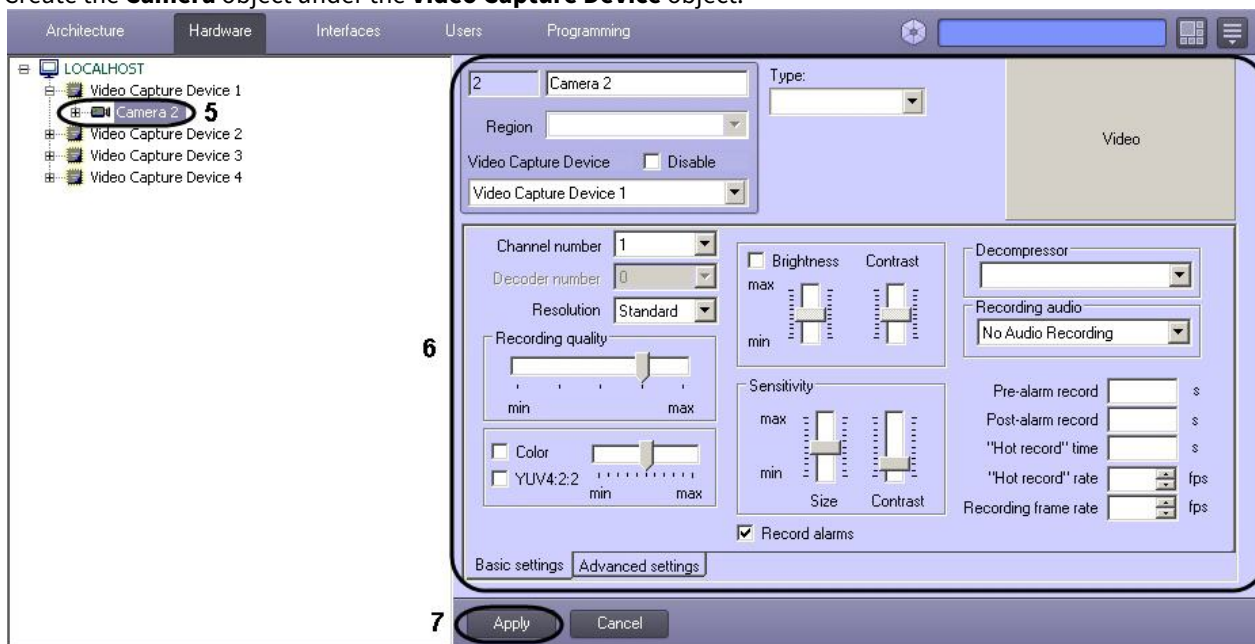 Create the Camera object under the Video Capture Device object.
Architecture Hardware Interfaces Users Programming
LOCALHOST
Video Capture Device 1
Camera 2 5
Video Capture Device 2
Video Capture Device 3
Video Capture Device 4
2 Camera 2
Region
Video Capture Device Disable
Video Capture Device 1
Type:
Video
6
Channel number 1
Decoder number 0
Resolution Standard
Recording quality
min max
Color
YUV4:2:2
min max
Brightness Contrast
max
min
Sensitivity
max
min
Size Contrast
Record alarms
Decompressor
Recording audio
No Audio Recording
Pre-alarm record s
Post-alarm record s
"Hot record" time s
"Hot record" rate fps
Recording frame rate fps
Basic settings Advanced settings
7 Apply Cancel